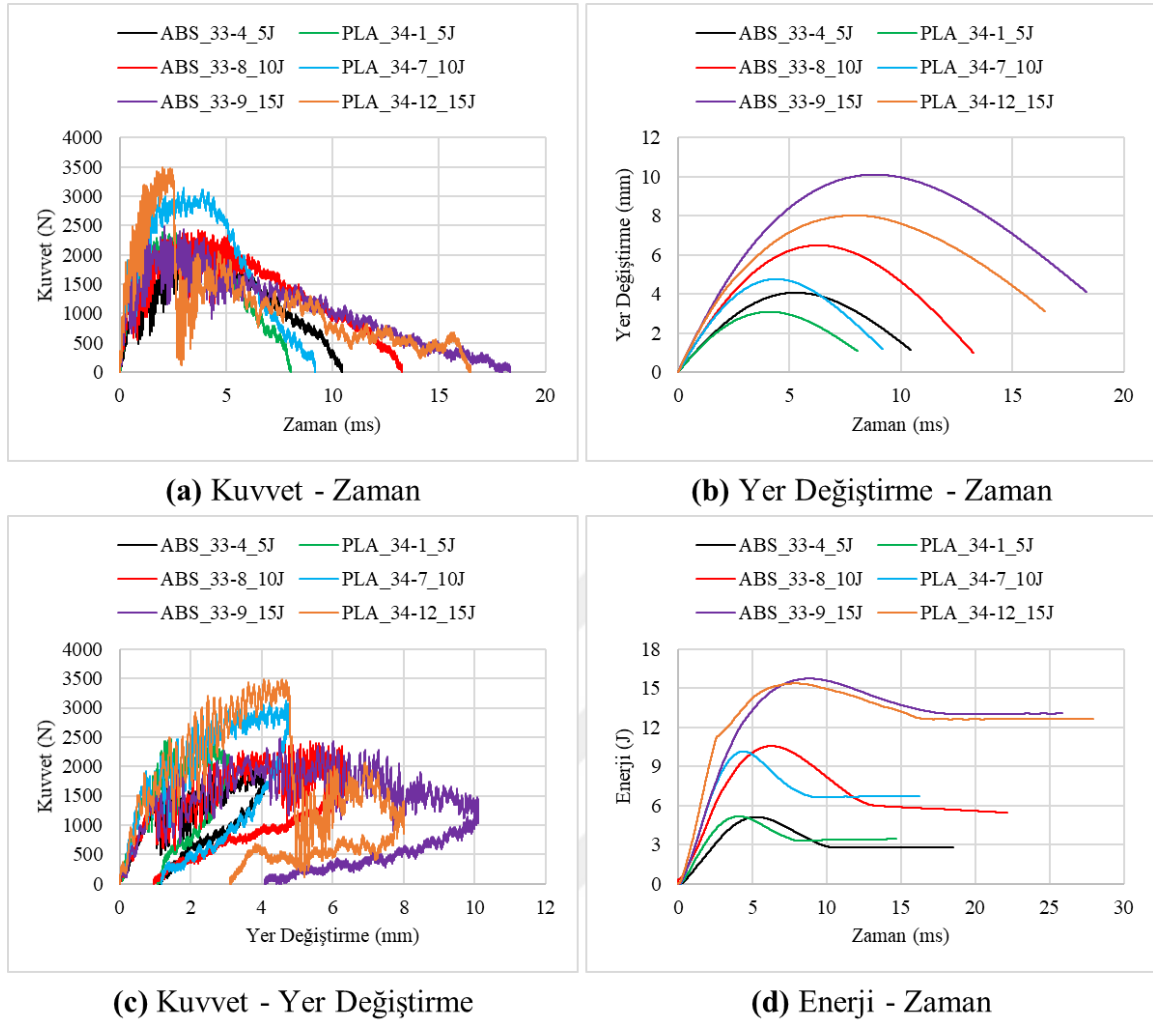 ABS_33-4_5J PLA_34-1_5J
ABS_33-8_10J PLA_34-7_10J
ABS_33-9_15J PLA_34-12_15J
4000
3500
3000
2500
2000
1500
1000
500
0
Kuvvet (N)
0 5 10 15 20
Zaman (ms)
(a) Kuvvet - Zaman
ABS_33-4_5J PLA_34-1_5J
ABS_33-8_10J PLA_34-7_10J
ABS_33-9_15J PLA_34-12_15J
12
10
8
6
4
2
0
Yer Değiştirme (mm)
0 5 10 15 20
Zaman (ms)
(b) Yer Değiştirme - Zaman
ABS_33-4_5J PLA_34-1_5J
ABS_33-8_10J PLA_34-7_10J
ABS_33-9_15J PLA_34-12_15J
4000
3500
3000
2500
2000
1500
1000
500
0
Kuvvet (N)
0 2 4 6 8 10 12
Yer Değiştirme (mm)
(c) Kuvvet - Yer Değiştirme
ABS_33-4_5J PLA_34-1_5J
ABS_33-8_10J PLA_34-7_10J
ABS_33-9_15J PLA_34-12_15J
18
15
12
9
6
3
0
Enerji (J)
0 5 10 15 20 25 30
Zaman (ms)
(d) Enerji - Zaman